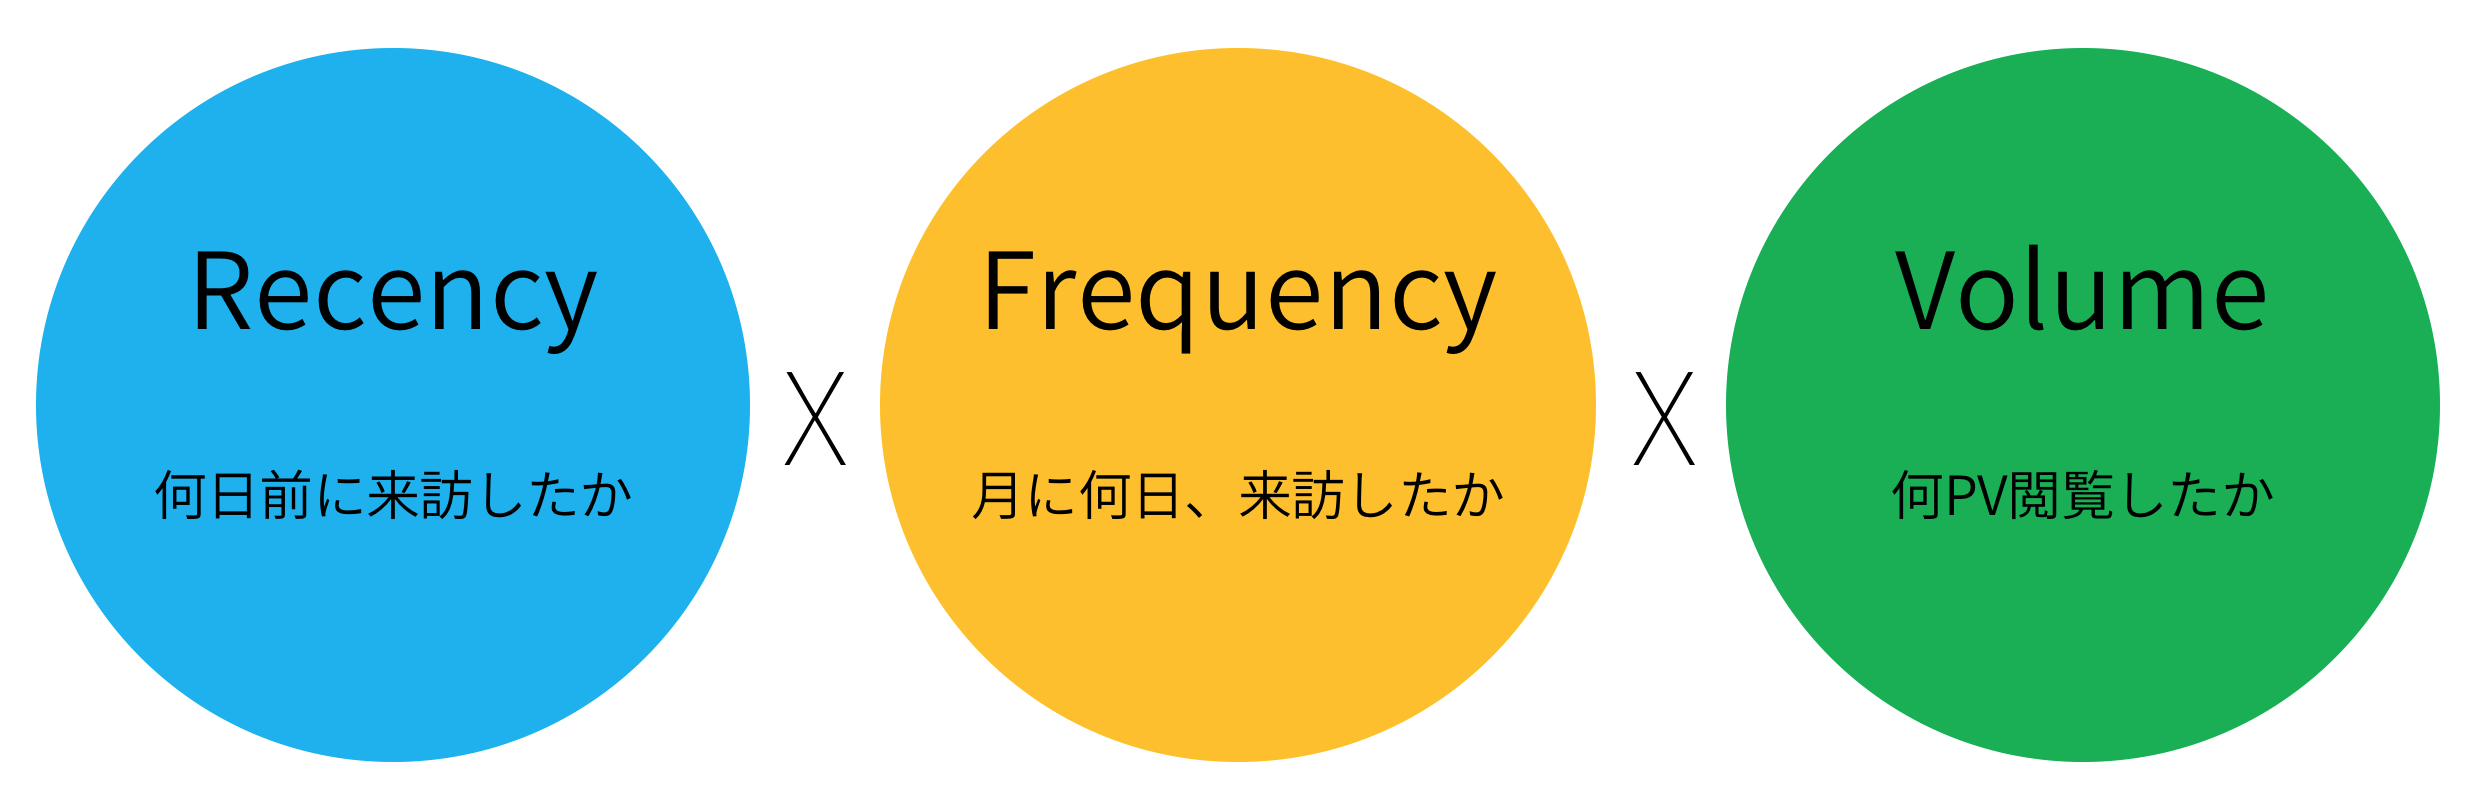 Recency
何日前に来訪したか
X
Frequency
月に何日、来訪したか
X
Volume
何PV閲覧したか